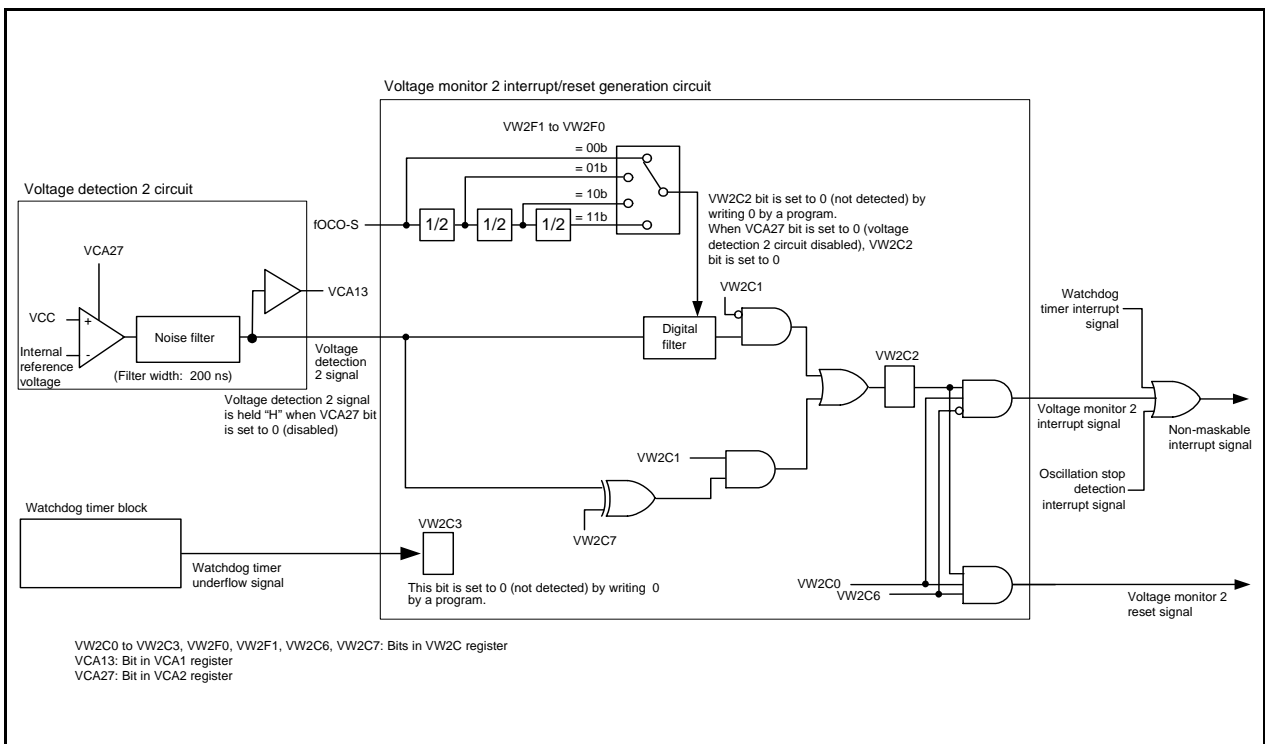 Voltage monitor 2 interrupt/reset generation circuit
VW2F1 to VW2F0
= 00b
= 01b
= 10b
= 11b
fOCO-S
1/2
1/2
1/2
VW2C2 bit is set to 0 (not detected) by
writing 0 by a program.
When VCA27 bit is set to 0 (voltage
detection 2 circuit disabled), VW2C2
bit is set to 0
Voltage detection 2 circuit
VCA27
VCA13
VCC
+
-
Internal
reference
voltage
Noise filter
(Filter width: 200 ns)
Voltage
detection
2 signal
Voltage detection 2 signal
is held “H” when VCA27 bit
is set to 0 (disabled)
Digital
filter
VW2C1
VW2C2
VW2C1
VW2C7
Watchdog
timer interrupt
signal
Voltage monitor 2
interrupt signal
Non-maskable
interrupt signal
Oscillation stop
detection
interrupt signal
Watchdog timer block
Watchdog timer
underflow signal
VW2C3
This bit is set to 0 (not detected) by writing 0
by a program.
VW2C0
VW2C6
Voltage monitor 2
reset signal
VW2C0 to VW2C3, VW2F0, VW2F1, VW2C6, VW2C7: Bits in VW2C register
VCA13: Bit in VCA1 register
VCA27: Bit in VCA2 register